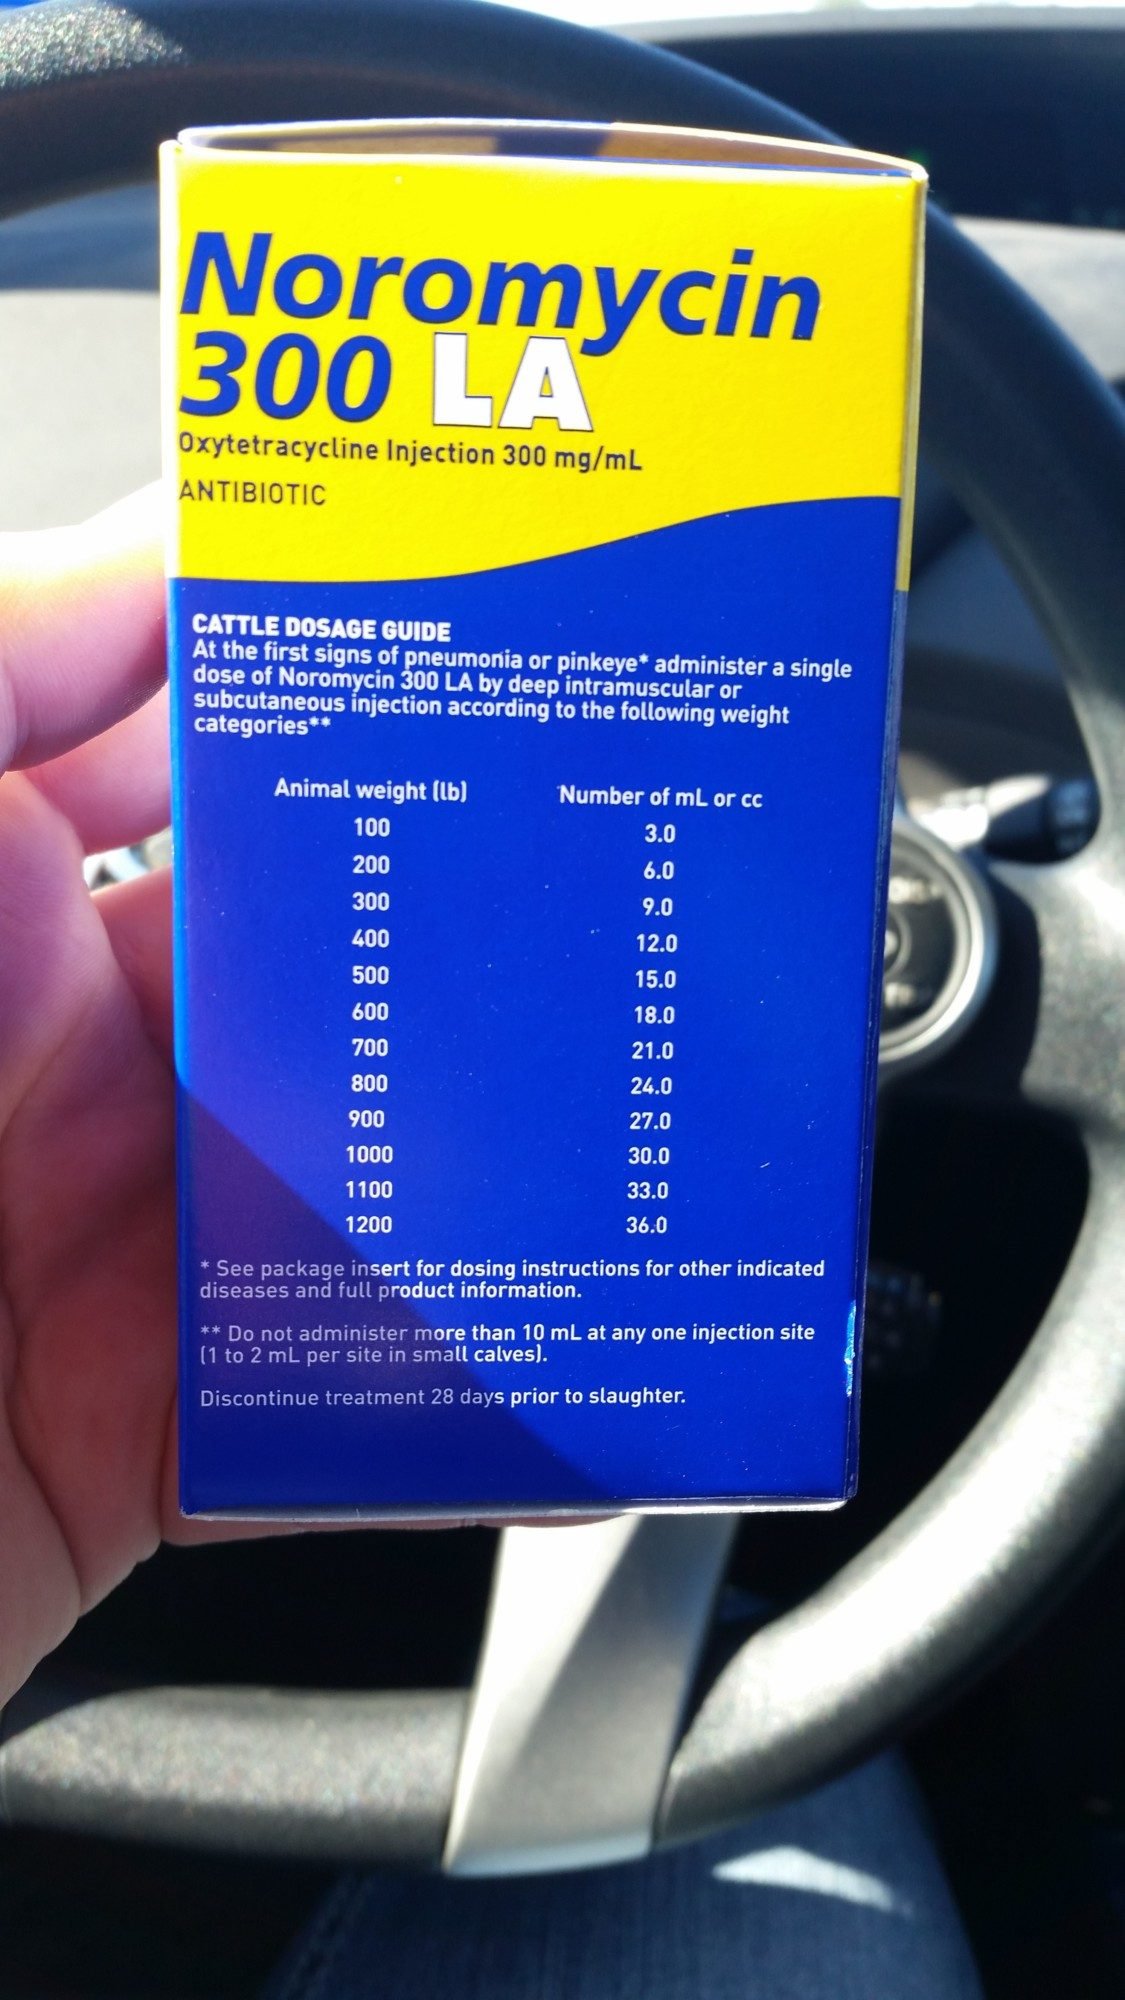 Noromycin
300 LA
Oxytetracycline Injection 300 mg/mL
ANTIBIOTIC
CATTLE DOSAGE GUIDE
At the first signs of pneumonia or pinkeye* administer a single
dose of Noromycin 300 LA by deep intramuscular or
subcutaneous injection according to the following weight
categories**
Animal weight (lb) Number of mL or cc
100 3.0
200 6.0
300 9.0
400 12.0
500 15.0
600 18.0
700 21.0
800 24.0
900 27.0
1000 30.0
1100 33.0
1200 36.0
* See package insert for dosing instructions for other indicated
diseases and full product information.
** Do not administer more than 10 mL at any one injection site
(1 to 2 mL per site in small calves).
Discontinue treatment 28 days prior to slaughter.